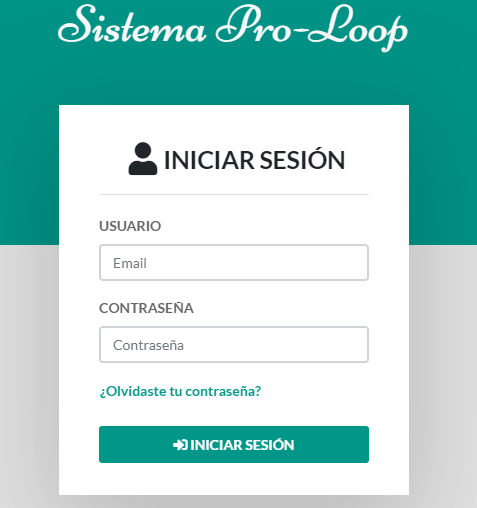 Sistema Pro-Loop
INICIAR SESIÓN
USUARIO
Email
CONTRASEÑA
Contraseña
¿Olvidaste tu contraseña?
INICIAR SESIÓN